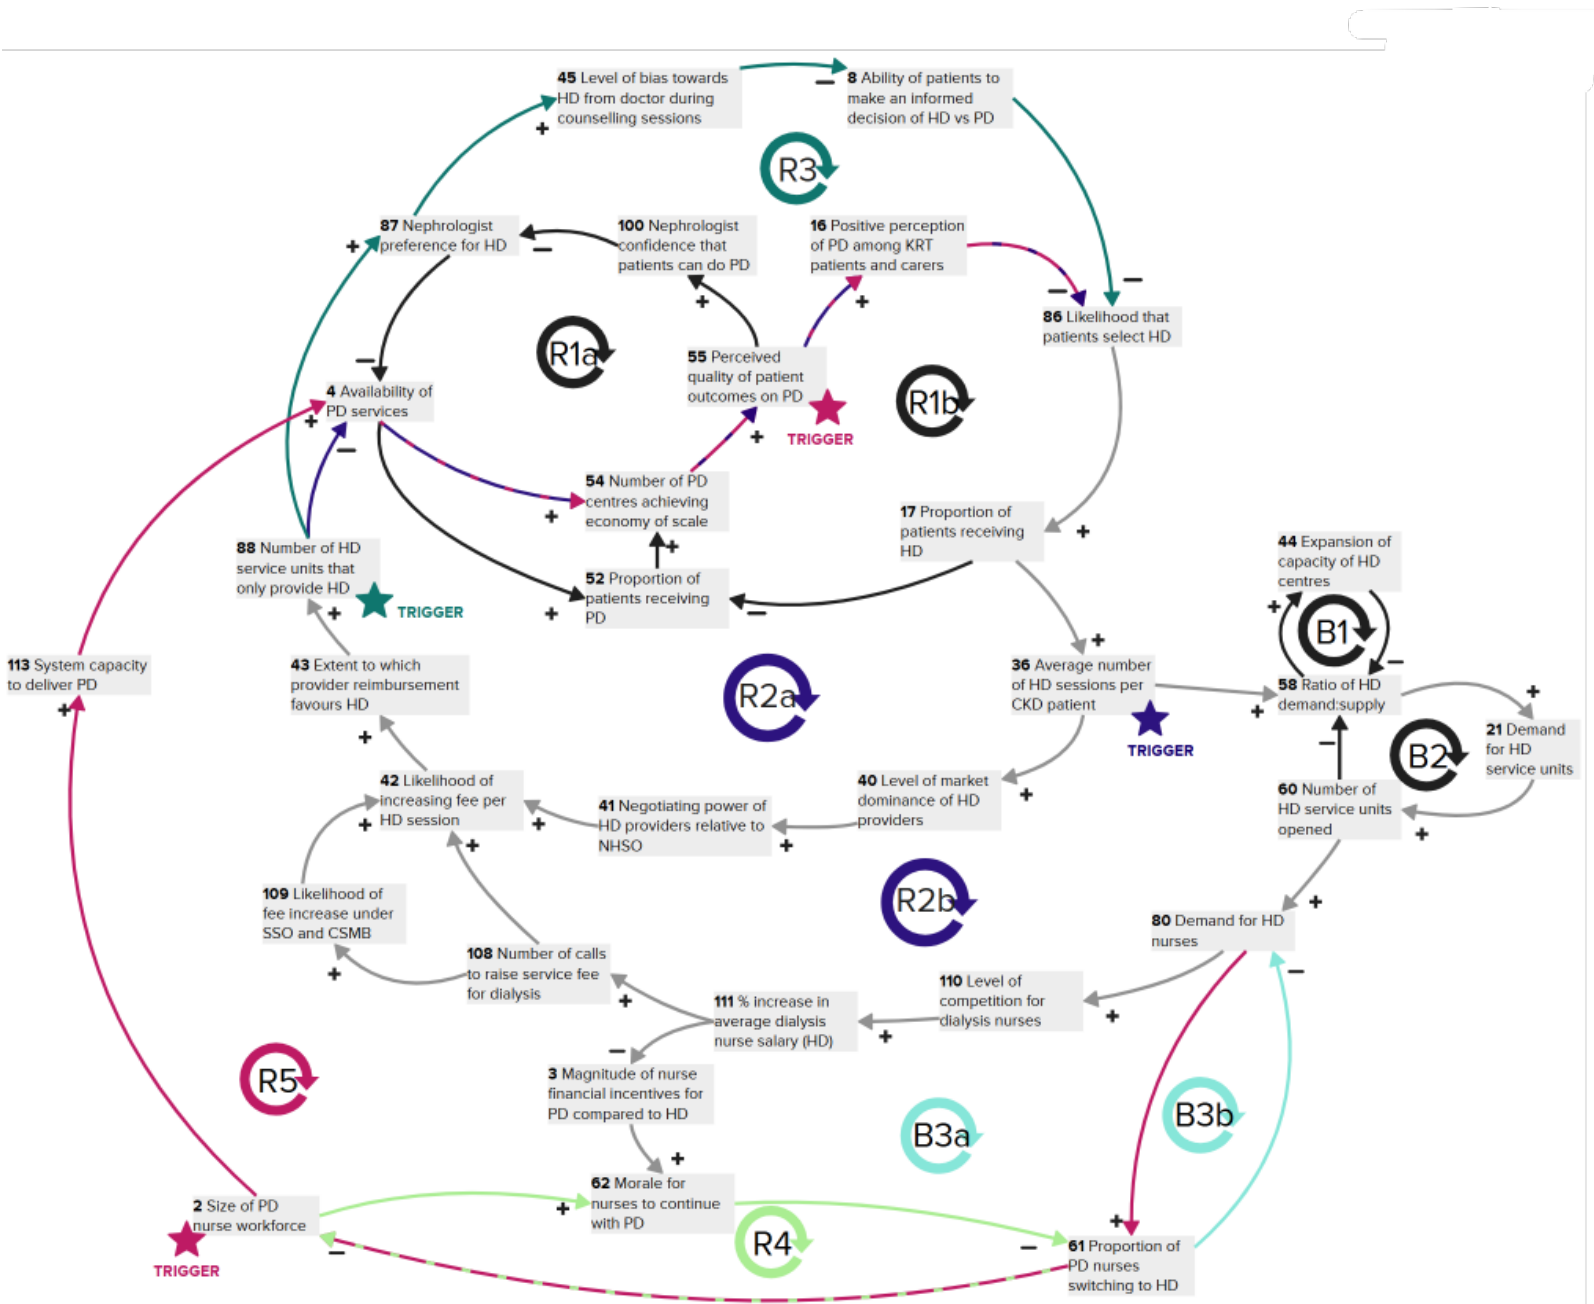 45 Level of bias towards
HD from doctor during
counselling sessions
+
−
8 Ability of patients to
make an informed
decision of HD vs PD
R3
87 Nephrologist
preference for HD
+
−
100 Nephrologist
confidence that
patients can do PD
+
16 Positive perception
of PD among KRT
patients and carers
+
−
−
86 Likelihood that
patients select HD
R1a
55 Perceived
quality of patient
outcomes on PD
+
TRIGGER
R1b
−
4 Availability of
PD services
+
−
54 Number of PD
centres achieving
economy of scale
+
+
17 Proportion of
patients receiving
HD
+
88 Number of HD
service units that
only provide HD
+
TRIGGER
52 Proportion of
patients receiving
PD
+
−
44 Expansion of
capacity of HD
centres
+
B1
−
113 System capacity
to deliver PD
+
43 Extent to which
provider reimbursement
favours HD
+
R2a
36 Average number
of HD sessions per
CKD patient
+
TRIGGER
58 Ratio of HD
demand:supply
+
−
B2
+
21 Demand
for HD
service units
42 Likelihood of
increasing fee per
HD session
+
+
+
41 Negotiating power of
HD providers relative to
NHSO
+
40 Level of market
dominance of HD
providers
+
60 Number of
HD service units
opened
+
109 Likelihood of
fee increase under
SSO and CSMB
+
R2b
80 Demand for HD
nurses
+
−
108 Number of calls
to raise service fee
for dialysis
+
111 % increase in
average dialysis
nurse salary (HD)
+
110 Level of
competition for
dialysis nurses
+
R5
−
3 Magnitude of nurse
financial incentives for
PD compared to HD
B3a
B3b
+
62 Morale for
nurses to continue
with PD
+
R4
2 Size of PD
nurse workforce
−
TRIGGER
+
−
61 Proportion of
PD nurses
switching to HD